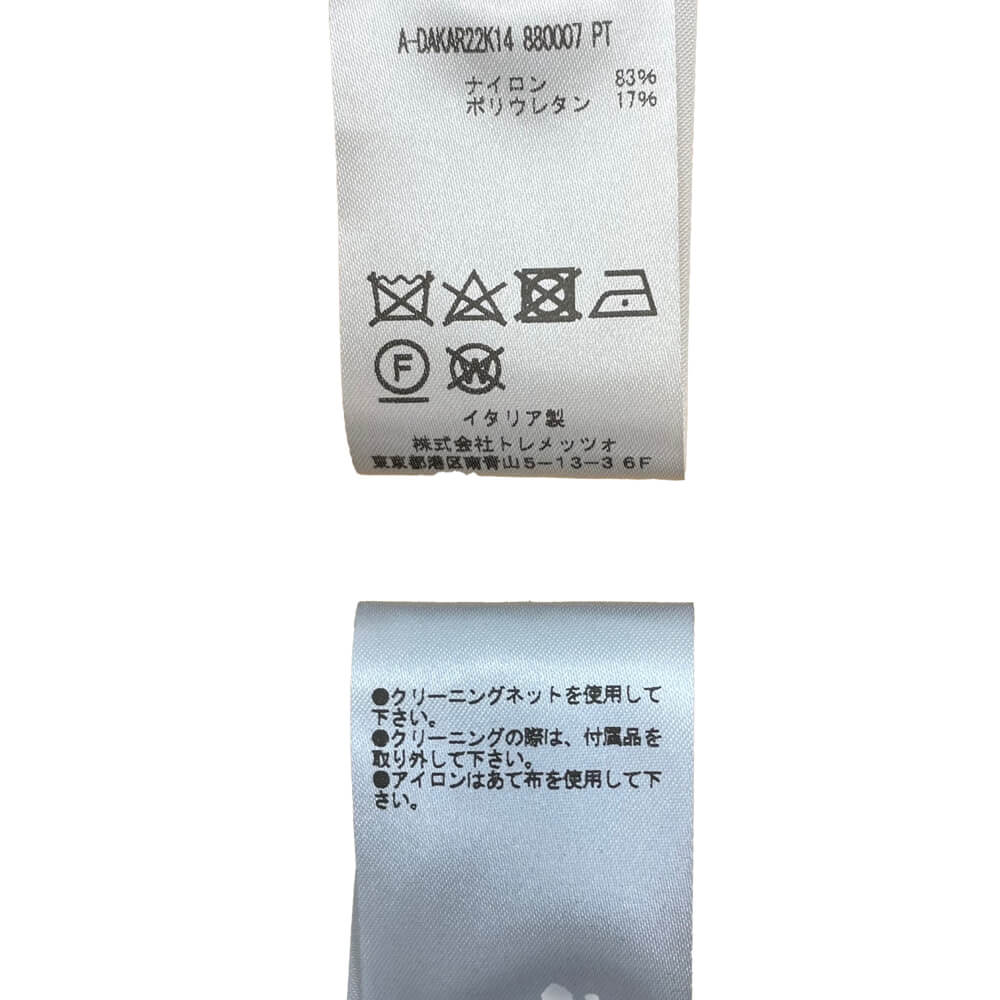 A-DAKAR22K14 880007 PT
ナイロン 83%
ポリウレタン 17%
F
W
イタリア製
株式会社トレメッツォ
東京都港区南青山5-13-3 6F
●クリーニングネットを使用して
下さい。
●クリーニングの際は、付属品を
取り外して下さい。
●アイロンはあて布を使用して下
さい。